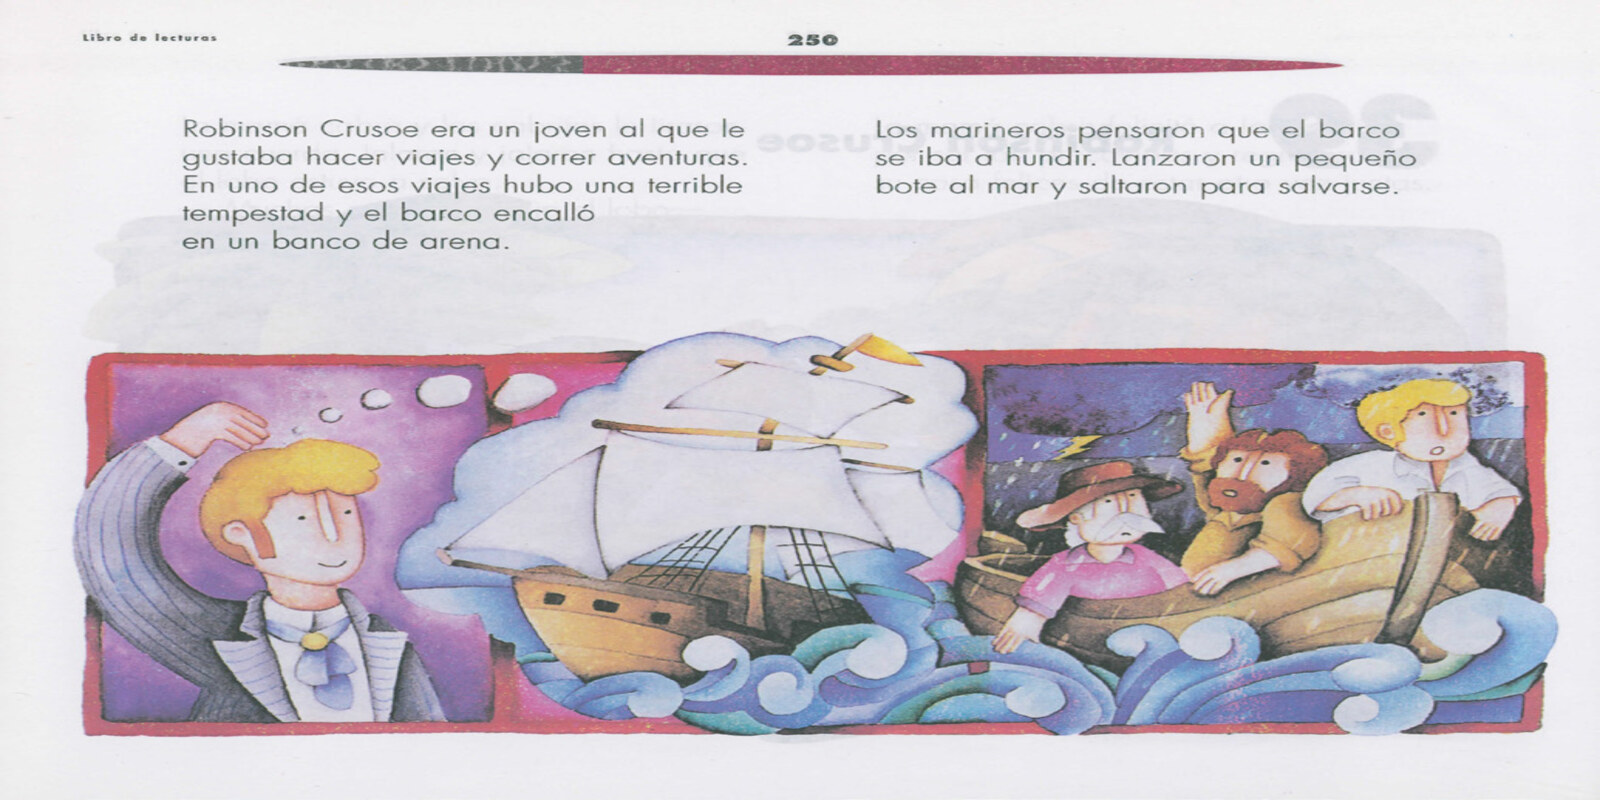 Libro de lecturas
250
Robinson Crusoe era un joven al que le
gustaba hacer viajes y correr aventuras.
En uno de esos viajes hubo una terrible
tempestad y el barco encalló
en un banco de arena.
Los marineros pensaron que el barco
se iba a hundir. Lanzaron un pequeño
bote al mar y saltaron para salvarse.